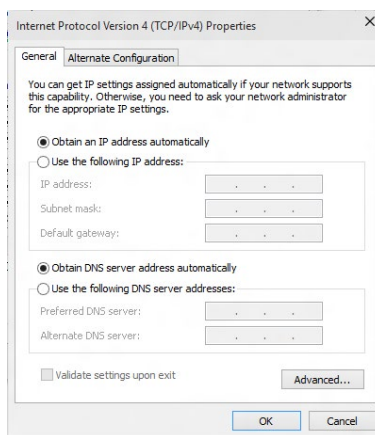 Internet Protocol Version 4 (TCP/IPv4) Properties
General
Alternate Configuration
You can get IP settings assigned automatically if your network supports
this capability. Otherwise, you need to ask your network administrator
for the appropriate IP settings.
Obtain an IP address automatically
Use the following IP address:
IP address:
Subnet mask:
Default gateway:
Obtain DNS server address automatically
Use the following DNS server addresses:
Preferred DNS server:
Alternate DNS server:
Validate settings upon exit
Advanced...
OK
Cancel